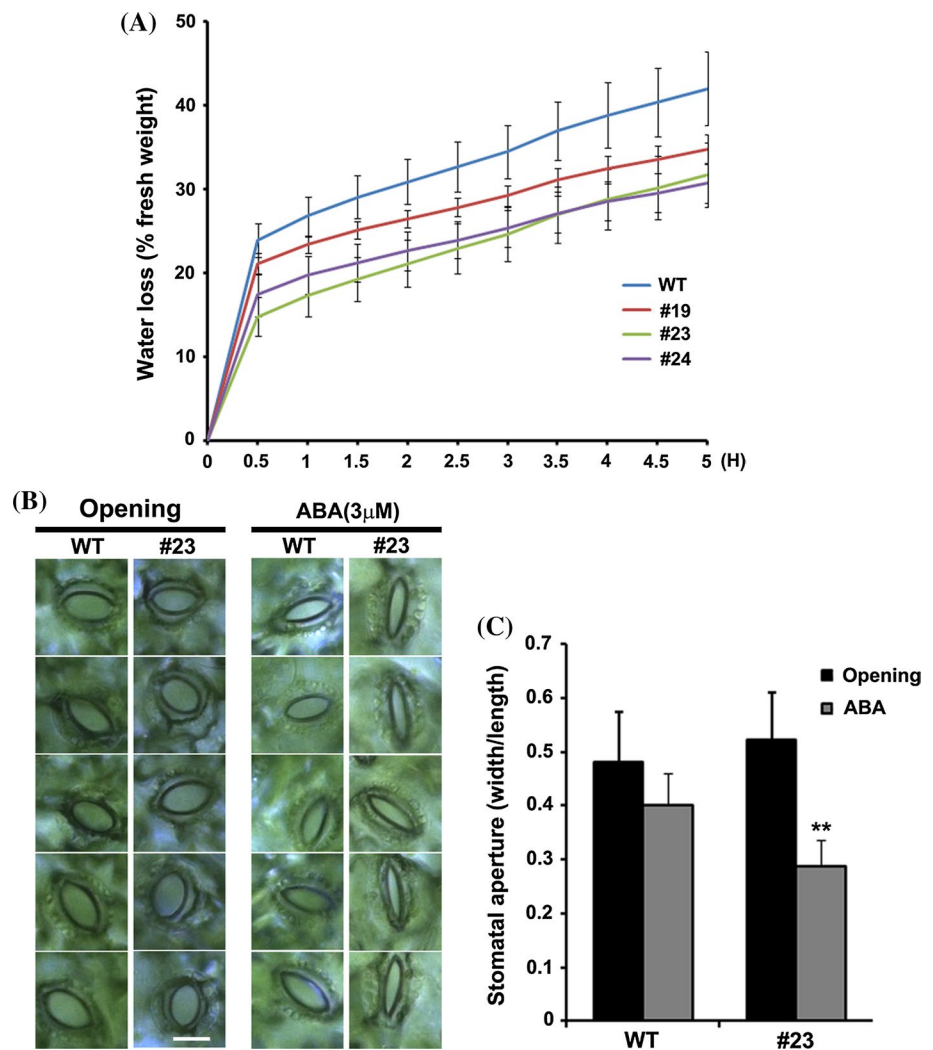 (A)
Water loss (% fresh weight)
50
40
30
20
10
0
0 0.5 1 1.5 2 2.5 3 3.5 4 4.5 5 (H)
WT
#19
#23
#24
(B)
Opening ABA(3μM)
WT #23 WT #23
(C)
Stomatal aperture (width/length)
0.7
0.6
0.5
0.4
0.3
0.2
0.1
0
Opening
ABA
**
WT #23